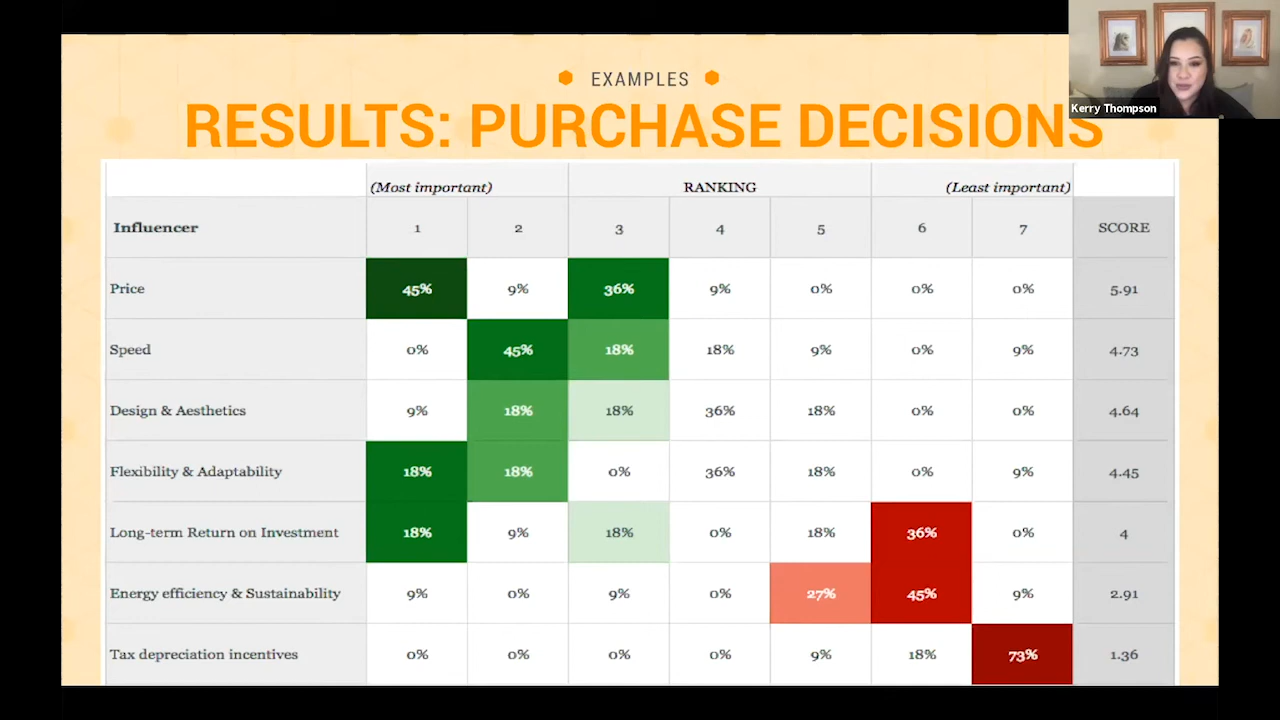 EXAMPLES
RESULTS: PURCHASE DECISIONS
Kerry Thompson
(Most important) RANKING (Least important)
Influencer 1 2 3 4 5 6 7 SCORE
Price 45% 9% 36% 9% 0% 0% 0% 5.91
Speed 0% 45% 18% 18% 9% 0% 9% 4.73
Design & Aesthetics 9% 18% 18% 36% 18% 0% 0% 4.64
Flexibility & Adaptability 18% 18% 0% 36% 18% 0% 9% 4.45
Long-term Return on Investment 18% 9% 18% 0% 18% 36% 0% 4
Energy efficiency & Sustainability 9% 0% 9% 0% 27% 45% 9% 2.91
Tax depreciation incentives 0% 0% 0% 0% 9% 18% 73% 1.36